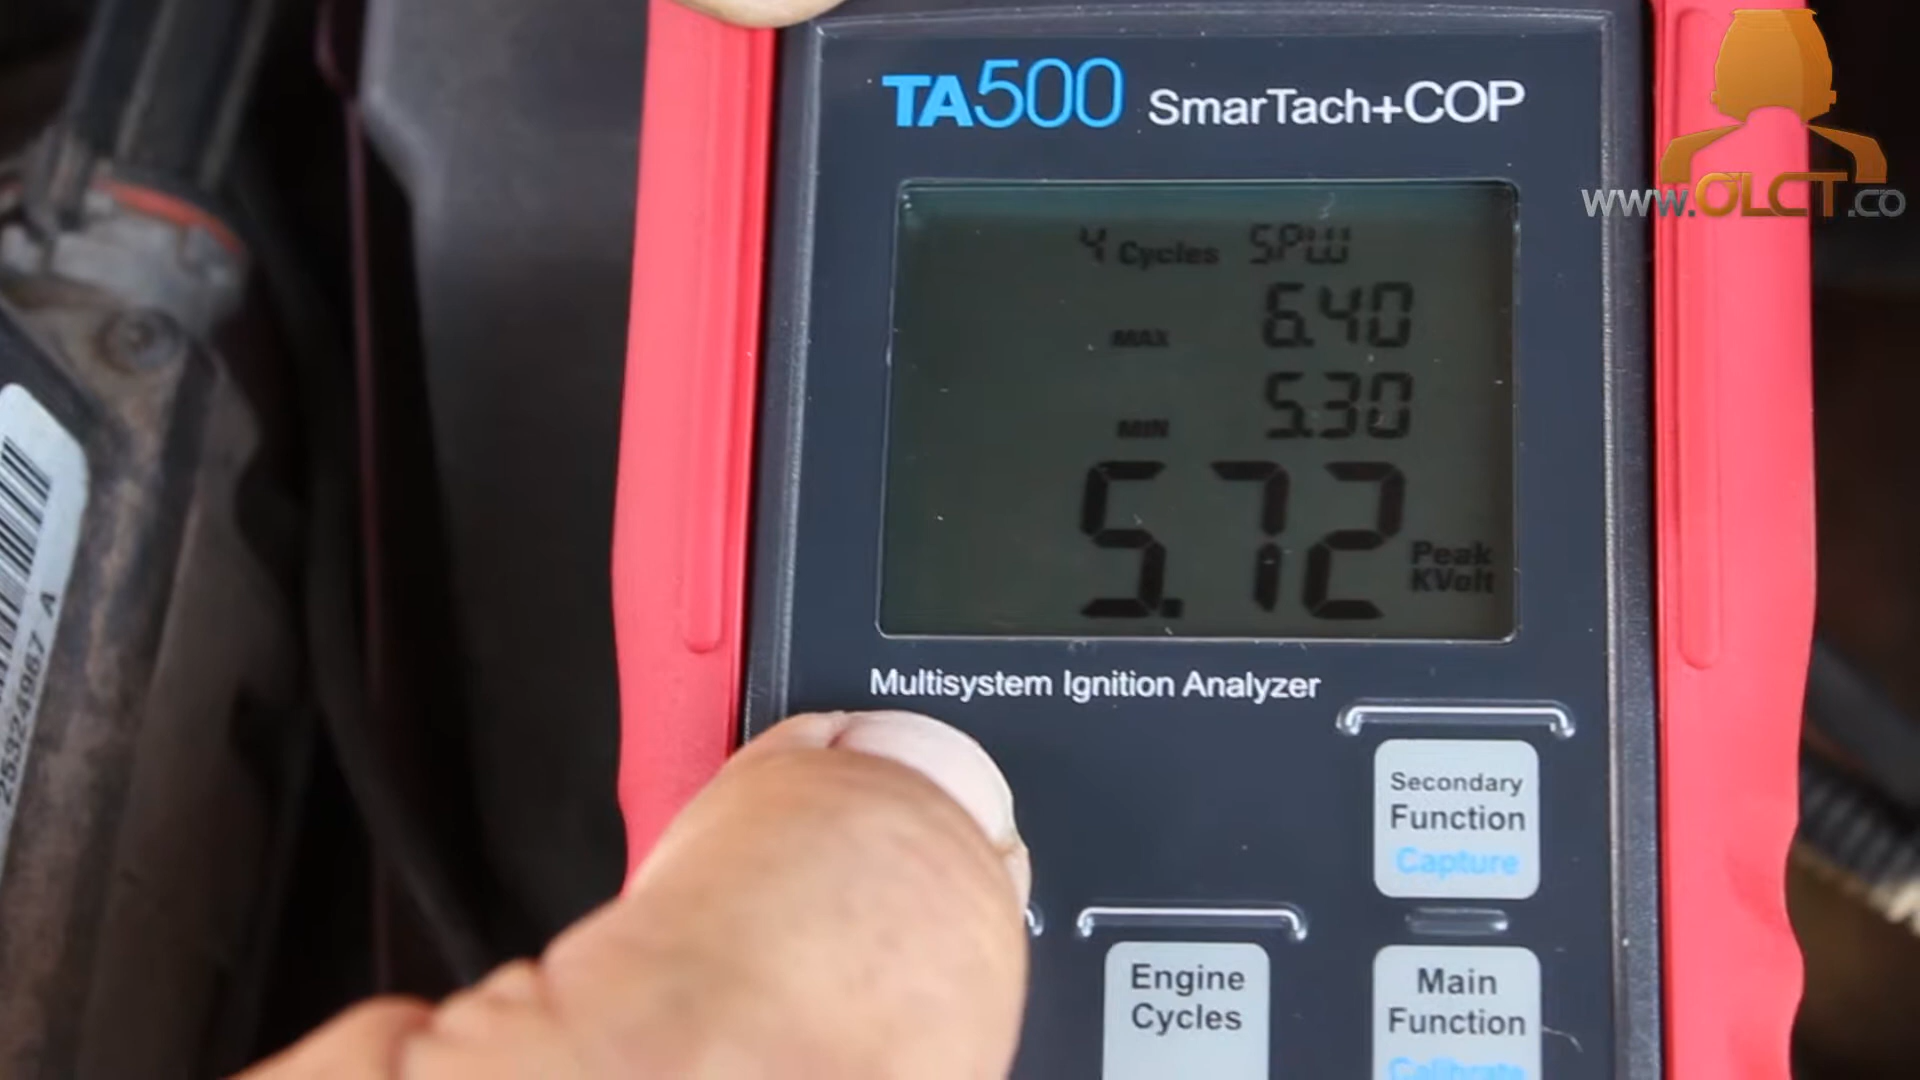 TA500 SmarTach+COP
www.OLCT.co
4 Cycles SPW
MAX 6.40
MIN 5.30
5.72 Peak KVolt
Multisystem Ignition Analyzer
Secondary
Function
Capture
Engine
Cycles
Main
Function
Calibrate
25324967 A